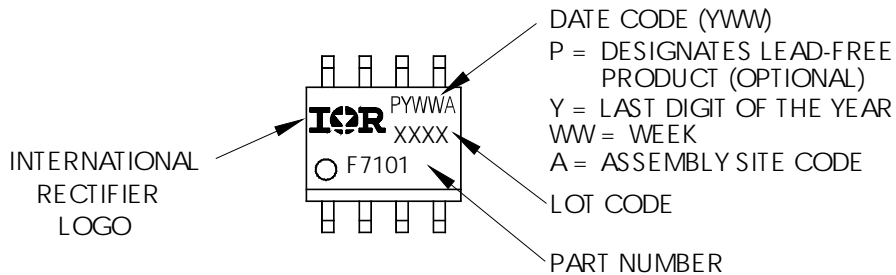 DATE CODE (YWW)
P = DESIGNATES LEAD-FREE
PRODUCT (OPTIONAL)
Y = LAST DIGIT OF THE YEAR
WW = WEEK
A = ASSEMBLY SITE CODE
LOT CODE
PART NUMBER
INTERNATIONAL
RECTIFIER
LOGO
IOR
PYWWA
XXXX
F7101